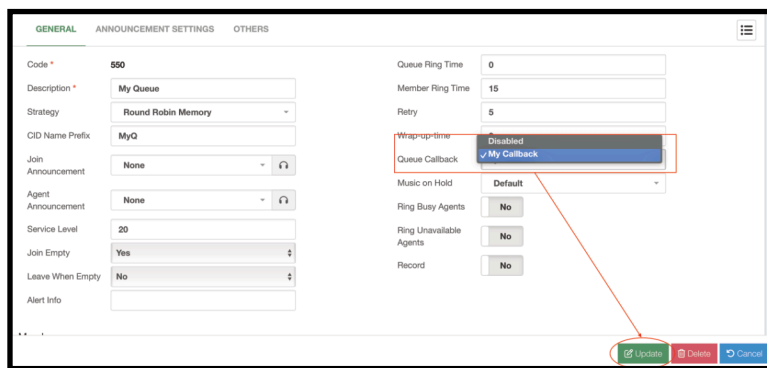 GENERAL ANNOUNCEMENT SETTINGS OTHERS
Code * 550
Description * My Queue
Strategy Round Robin Memory
CID Name Prefix MyQ
Join Announcement None
Agent Announcement None
Service Level 20
Join Empty Yes
Leave When Empty No
Alert Info
Queue Ring Time 0
Member Ring Time 15
Retry 5
Wrap-up-time
Disabled
✓ My Callback
Queue Callback
Music on Hold Default
Ring Busy Agents No
Ring Unavailable Agents No
Record No
Update Delete Cancel